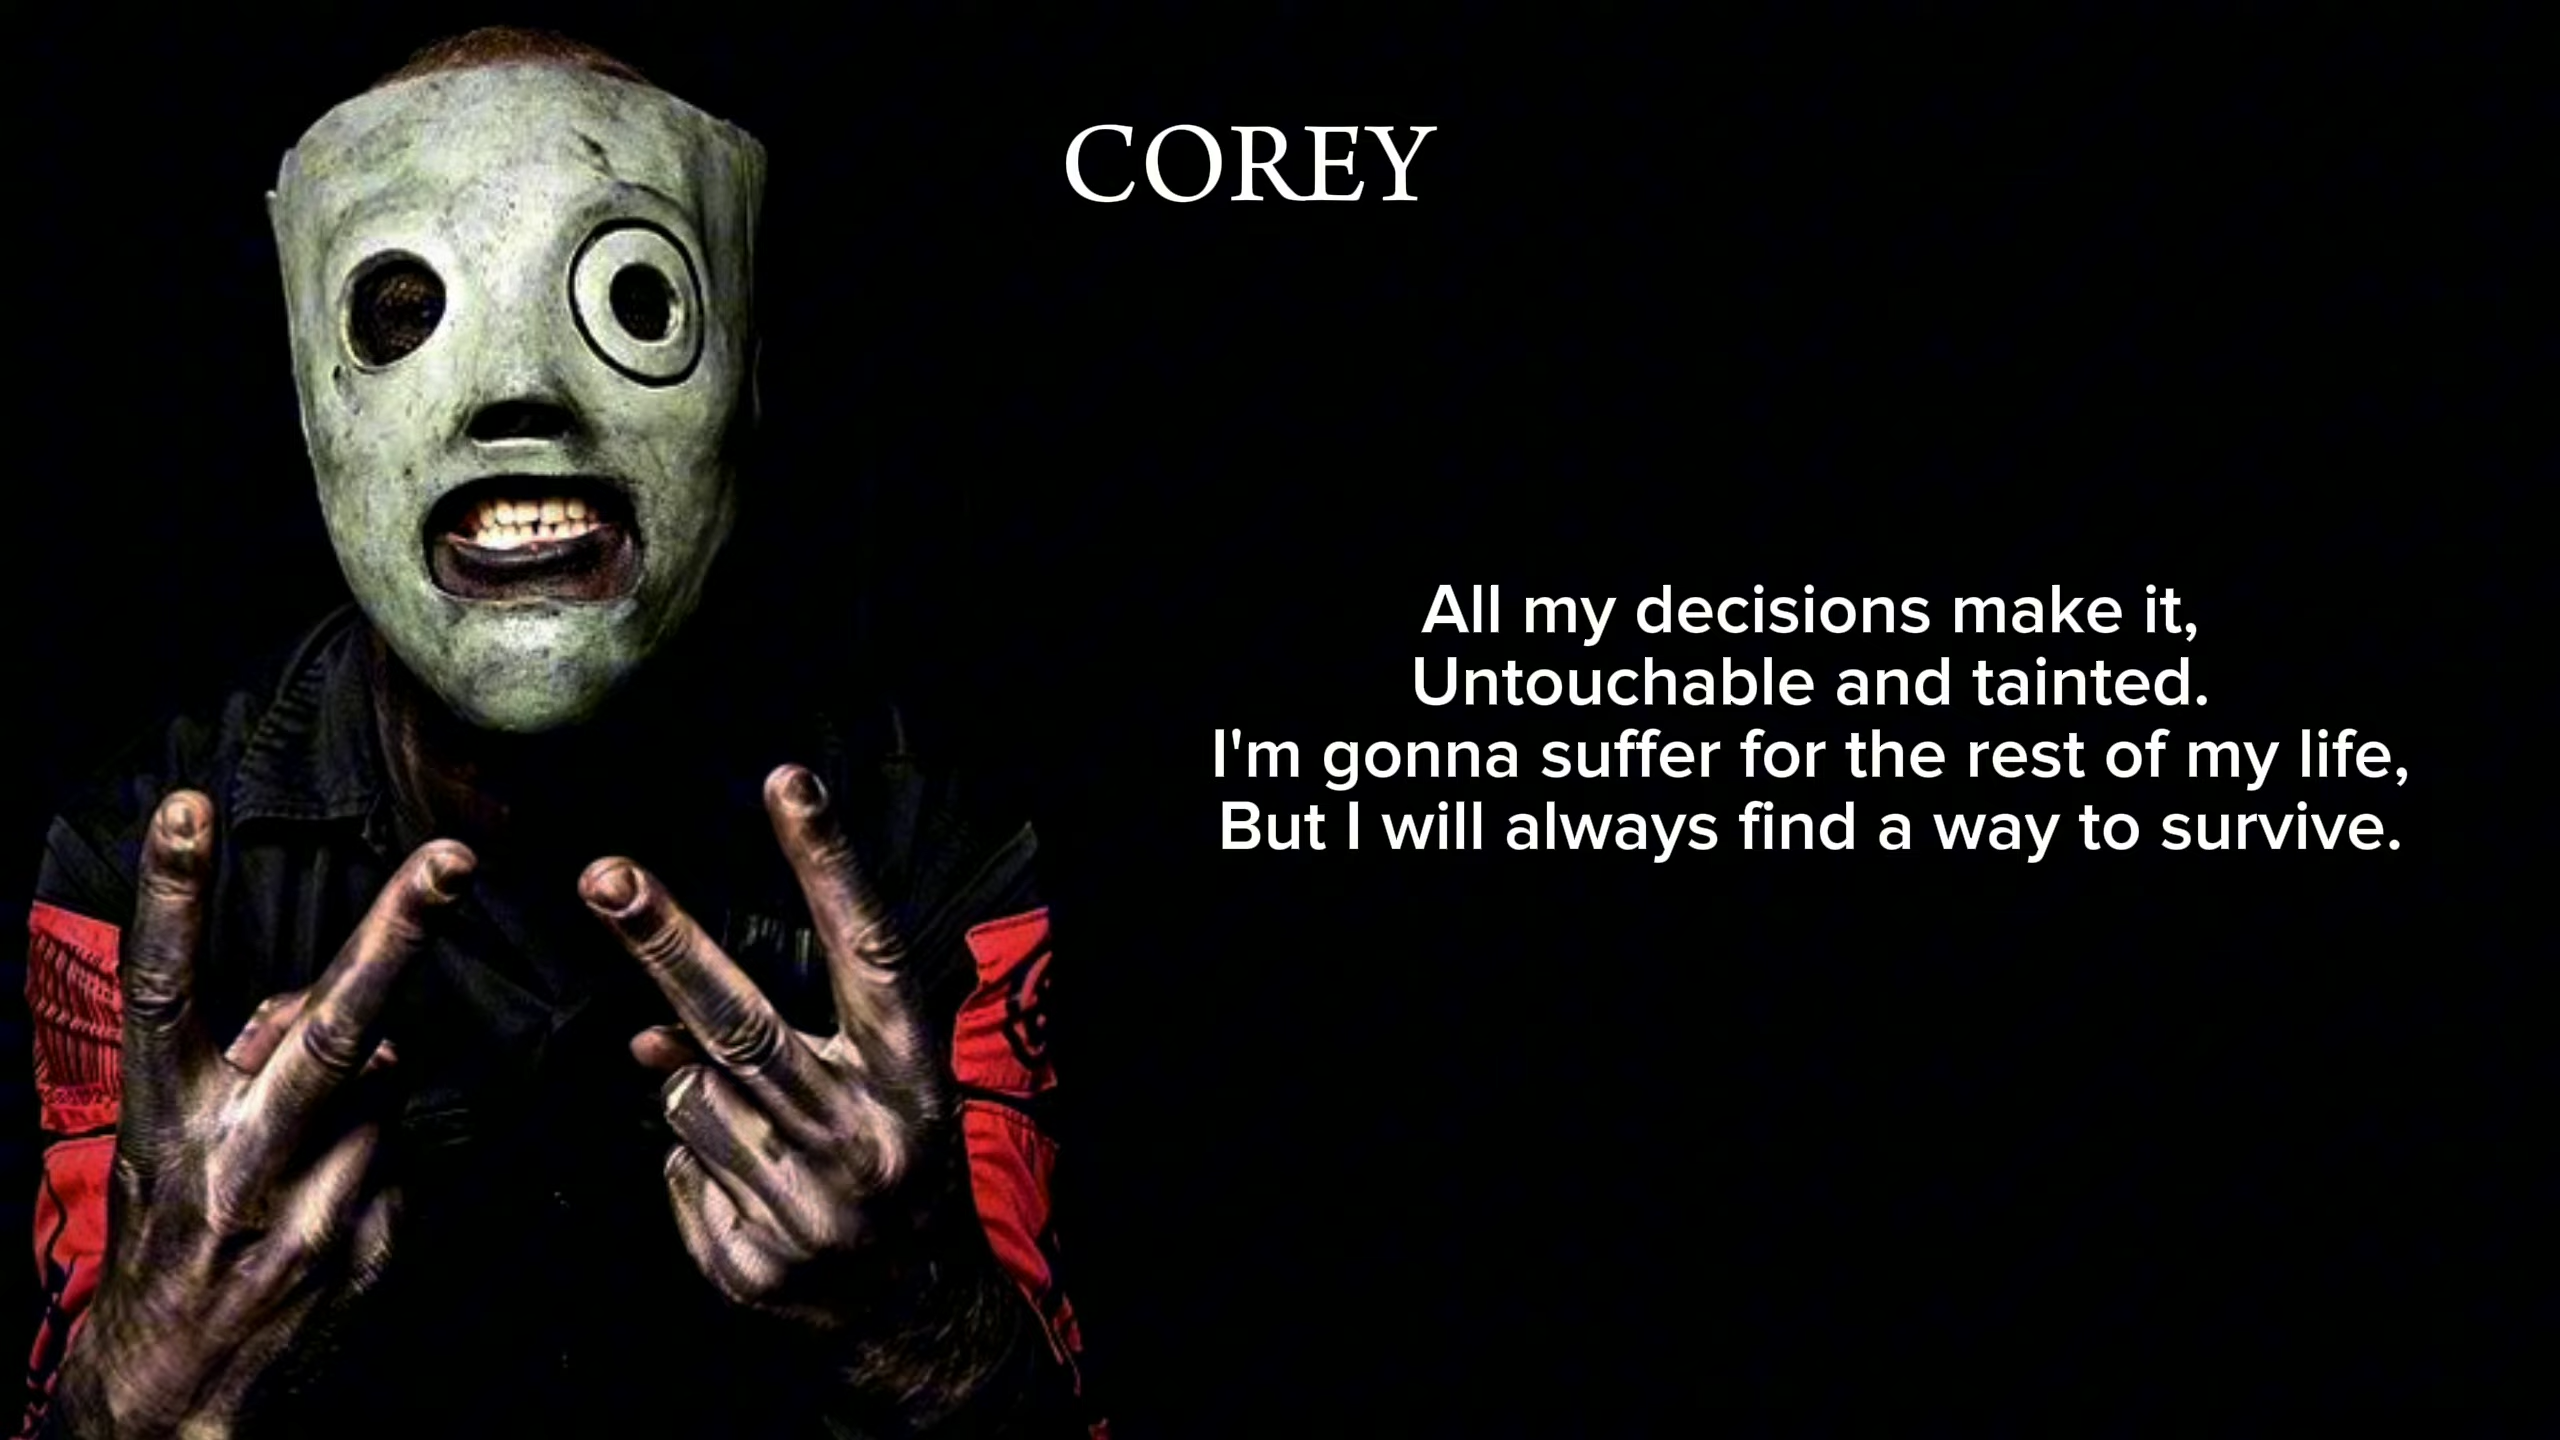 COREY
All my decisions make it,
Untouchable and tainted.
I'm gonna suffer for the rest of my life,
But I will always find a way to survive.